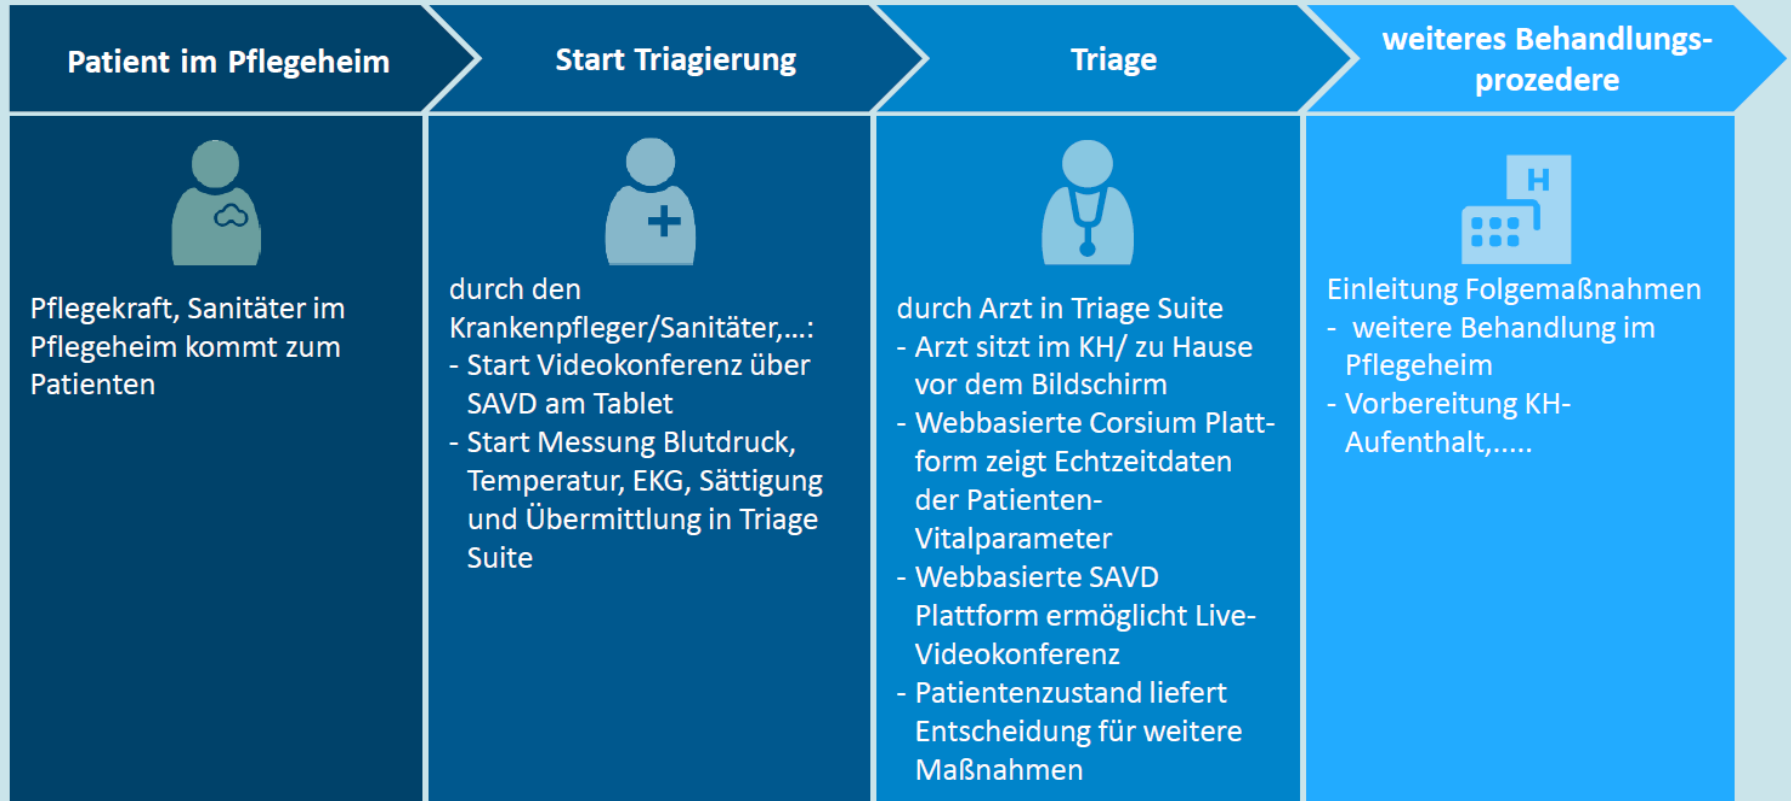 Patient im Pflegeheim
Start Triagierung
Triage
weiteres Behandlungs-
prozedere
Pflegekraft, Sanitäter im
Pflegeheim kommt zum
Patienten
durch den
Krankenpfleger/Sanitäter,...:
- Start Videokonferenz über
SAVD am Tablet
- Start Messung Blutdruck,
Temperatur, EKG, Sättigung
und Übermittlung in Triage
Suite
durch Arzt in Triage Suite
- Arzt sitzt im KH/ zu Hause
vor dem Bildschirm
- Webbasierte Corsium Platt-
form zeigt Echtzeitdaten
der Patienten-
Vitalparameter
- Webbasierte SAVD
Plattform ermöglicht Live-
Videokonferenz
- Patientenzustand liefert
Entscheidung für weitere
Maßnahmen
H
Einleitung Folgemaßnahmen
- weitere Behandlung im
Pflegeheim
- Vorbereitung KH-
Aufenthalt,.....